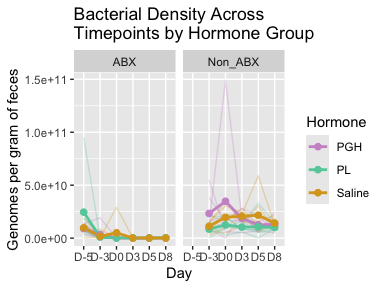 Bacterial Density Across
Timepoints by Hormone Group
ABX
Non_ABX
Genomes per gram of feces
1.5e+11
1.0e+11
5.0e+10
0.0e+00
D-5 D-3 D0 D3 D5 D8
D-5 D-3 D0 D3 D5 D8
Day
Hormone
PGH
PL
Saline